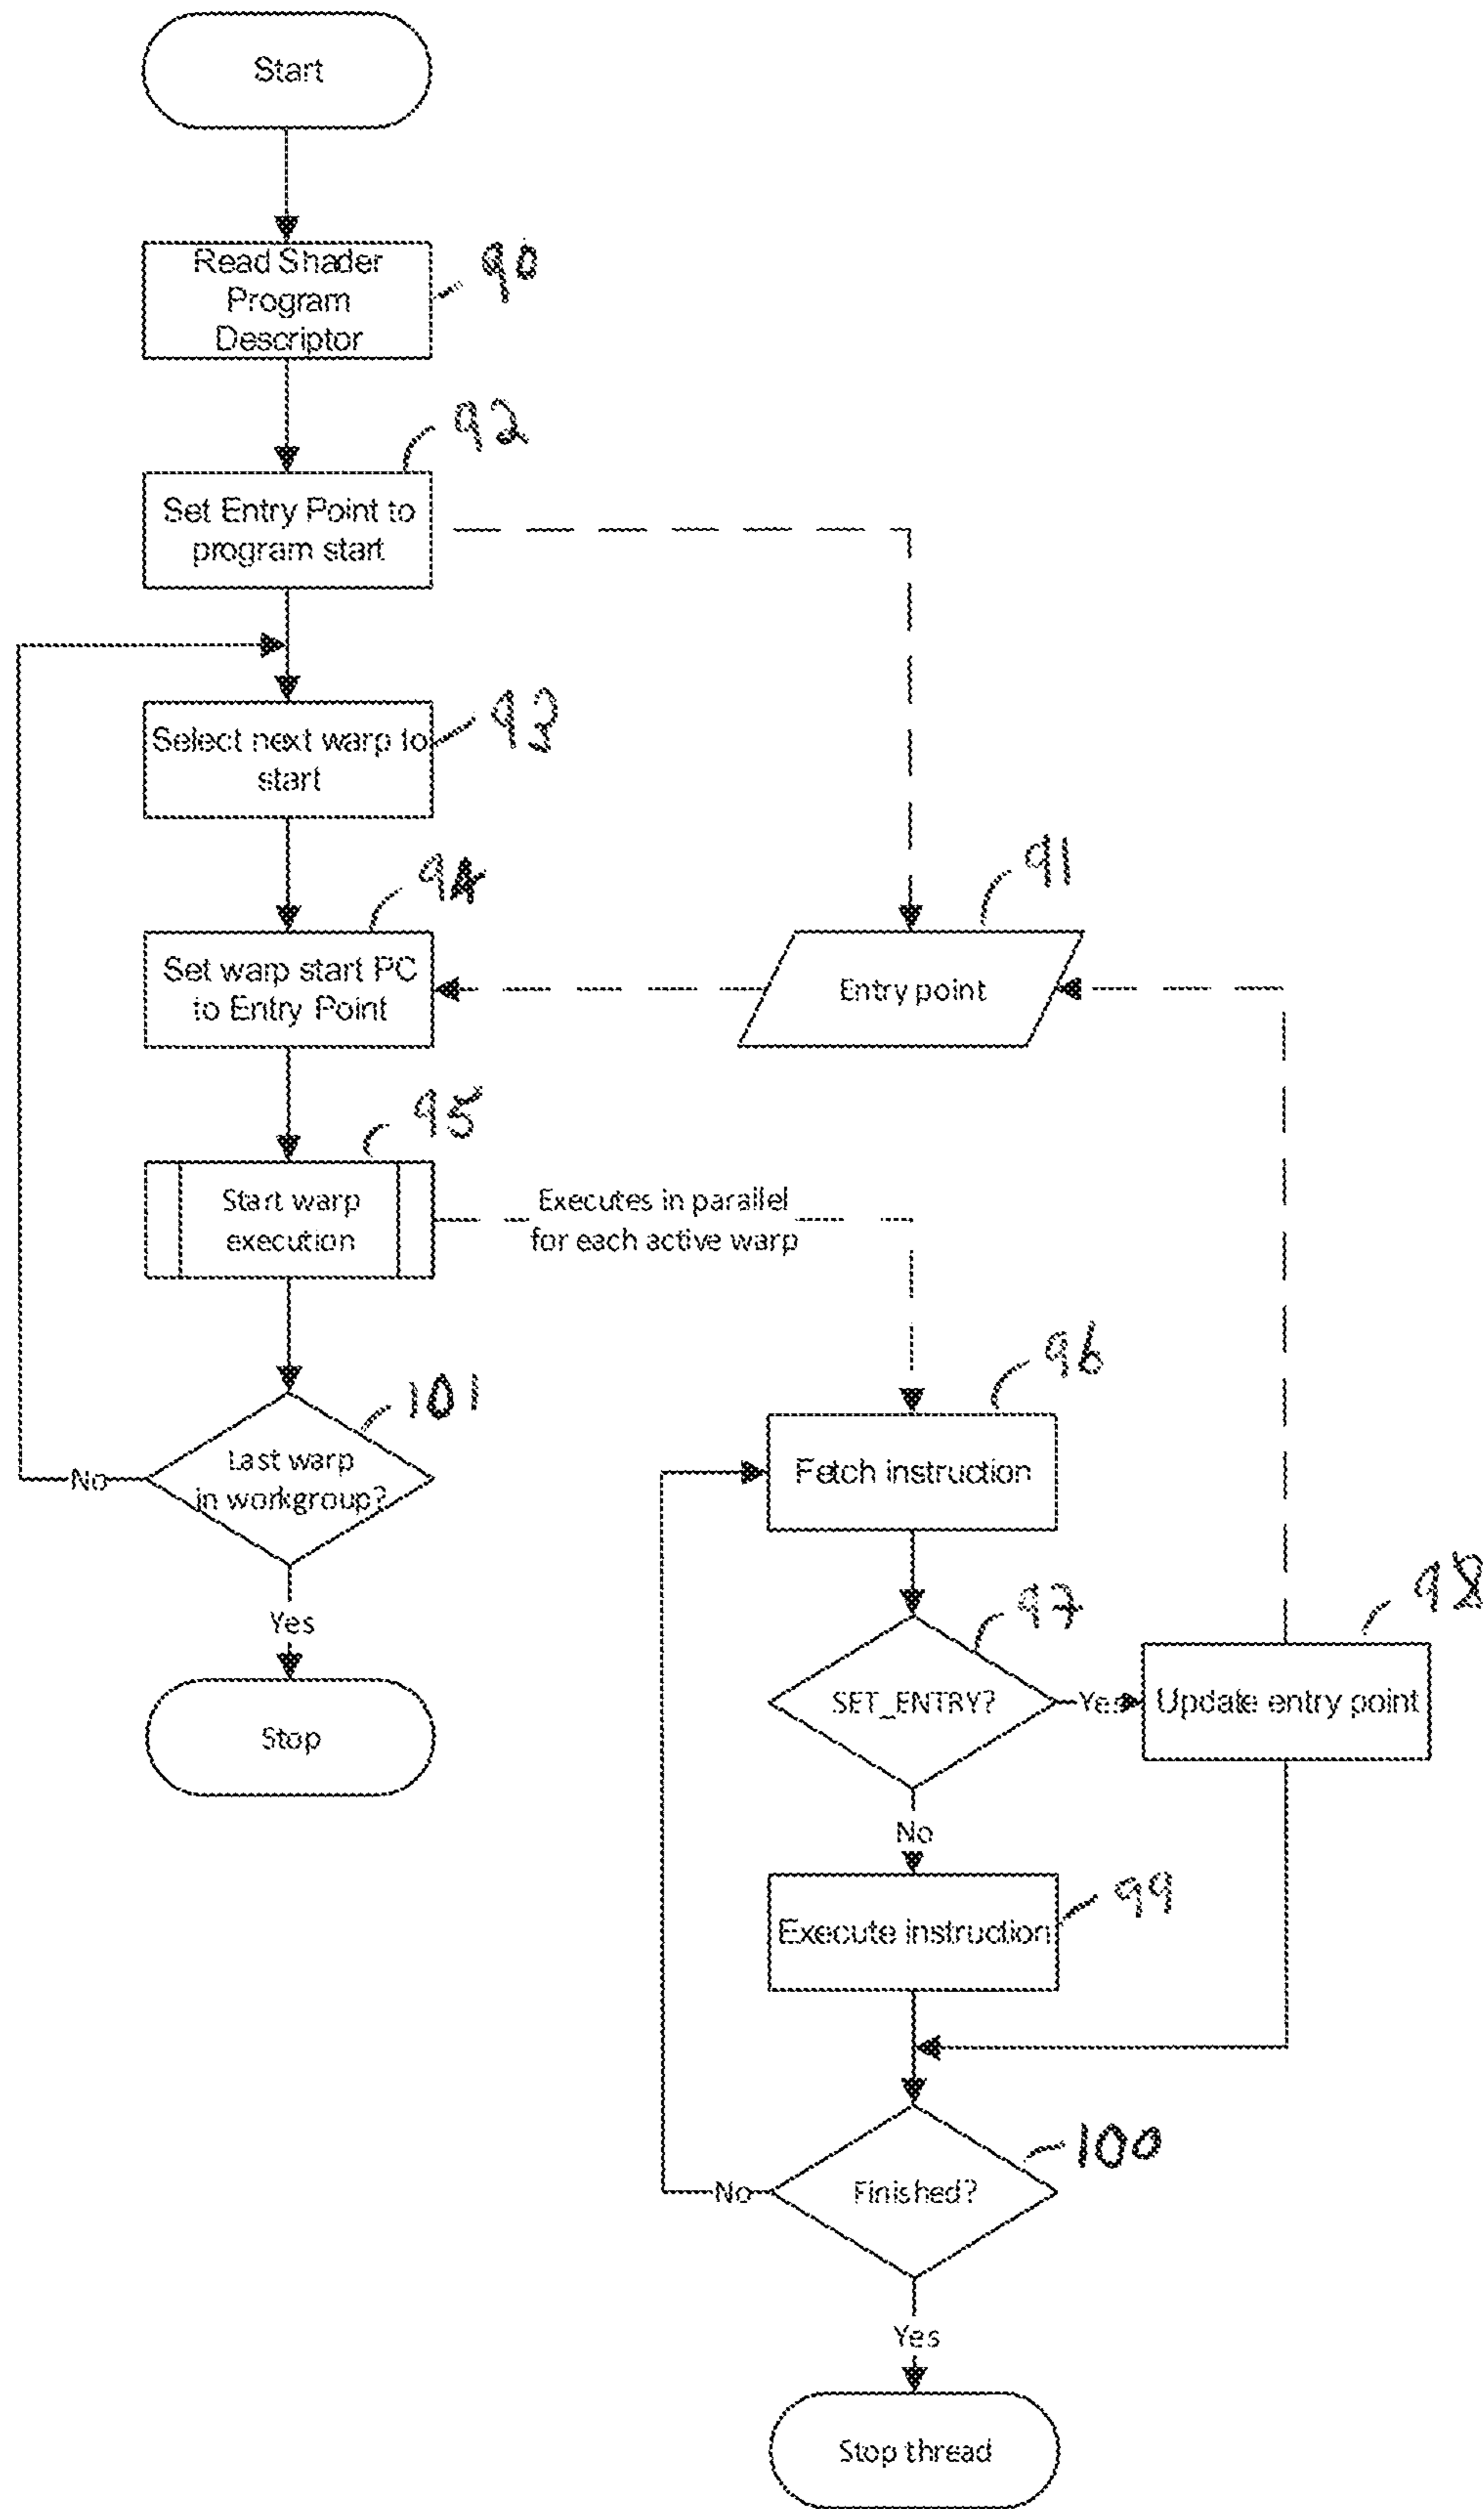 Start
Read Shader
Program
Descriptor
90
92
Set Entry Point to
program start
93
Select next warp to
start
94
Set warp start PC
to Entry Point
91
Entry point
95
Start warp
execution
Executes in parallel
for each active warp
101
Last warp
in workgroup?
No
Yes
Stop
96
Fetch instruction
97
SET_ENTRY?
Yes
98
Update entry point
No
99
Execute instruction
100
Finished?
No
Yes
Stop thread